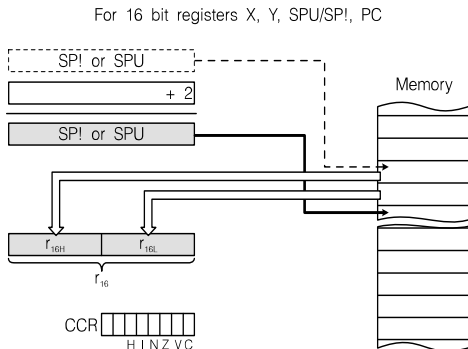 For 16 bit registers X, Y, SPU/SP!, PC
SP! or SPU
Memory
+ 2
SP! or SPU
r16H r16L
r16
CCR
H I N Z V C